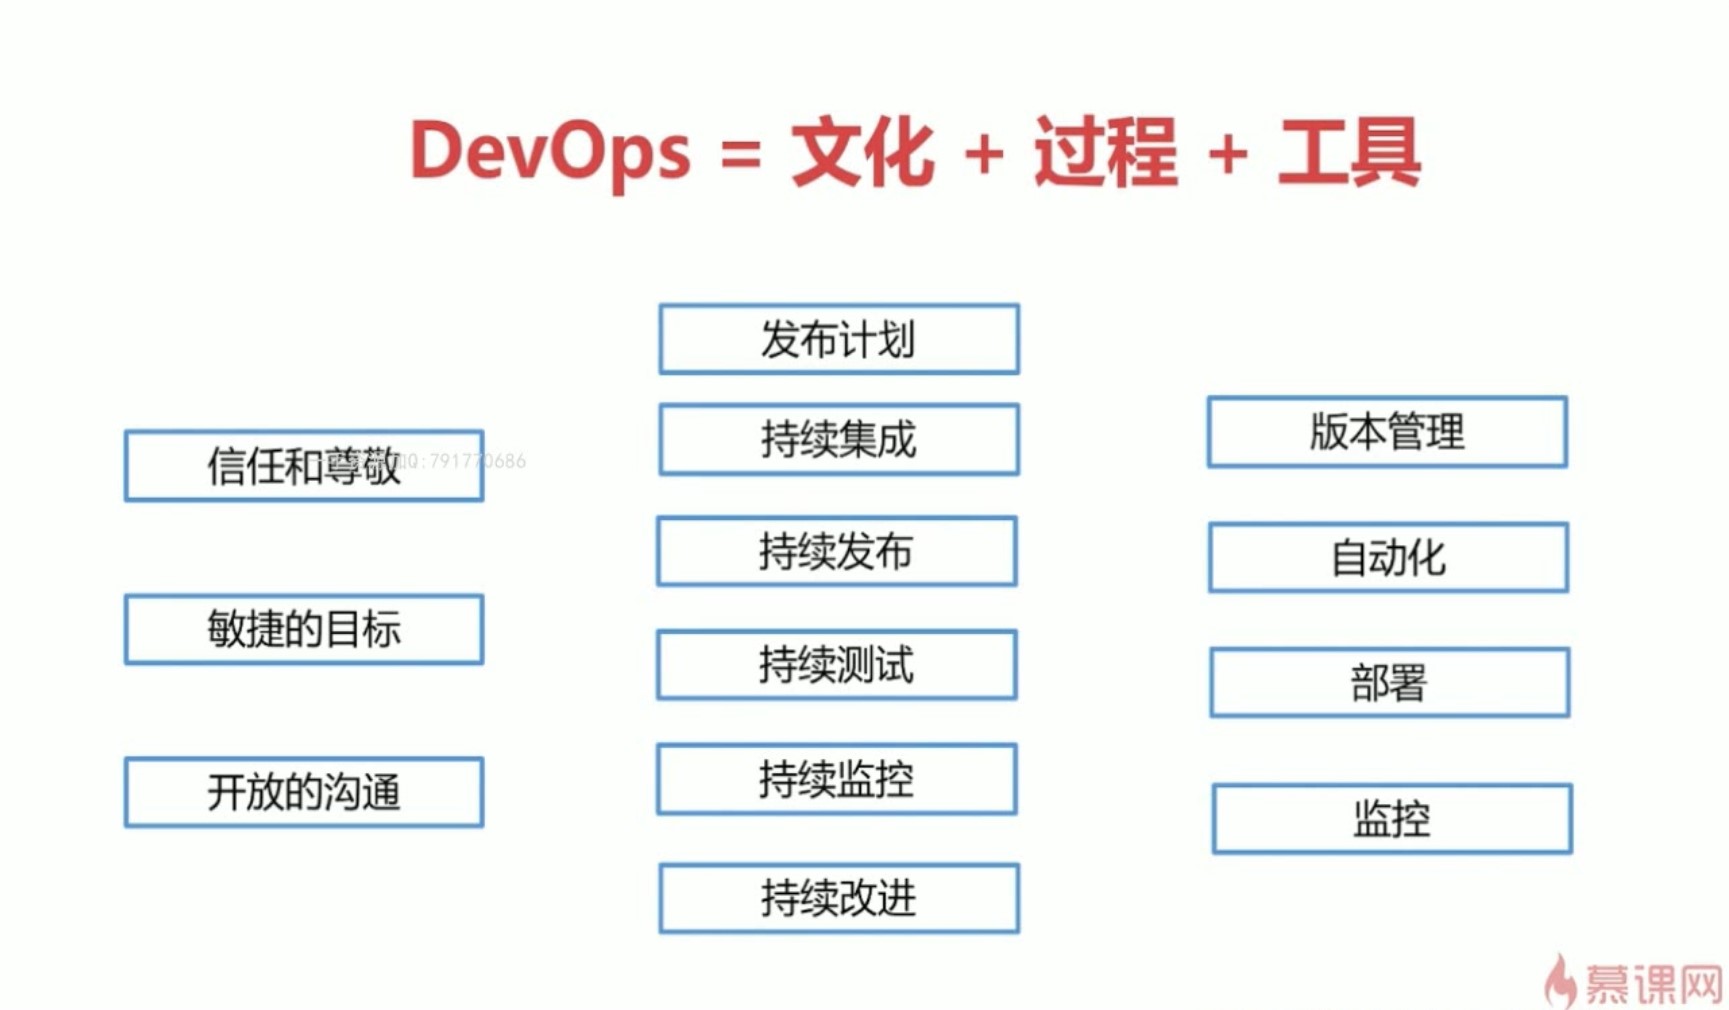 DevOps = 文化 + 过程 + 工具
信任和尊敬
敏捷的目标
开放的沟通
发布计划
持续集成
持续发布
持续测试
持续监控
持续改进
版本管理
自动化
部署
监控
Q:791770686
慕课网